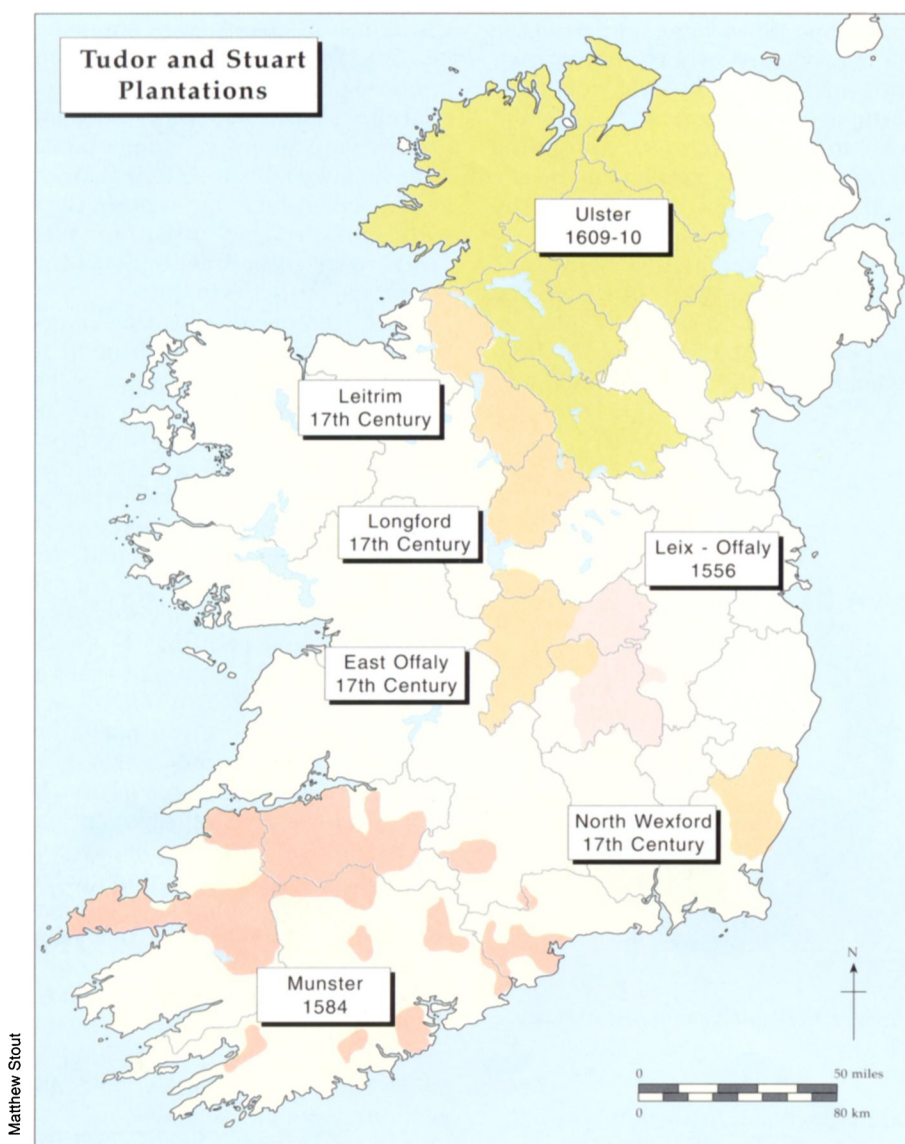 Tudor and Stuart
Plantations
Ulster
1609-10
Leitrim
17th Century
Longford
17th Century
Leix - Offaly
1556
East Offaly
17th Century
North Wexford
17th Century
Munster
1584
N
0 50 miles
0 80 km
Matthew Stout